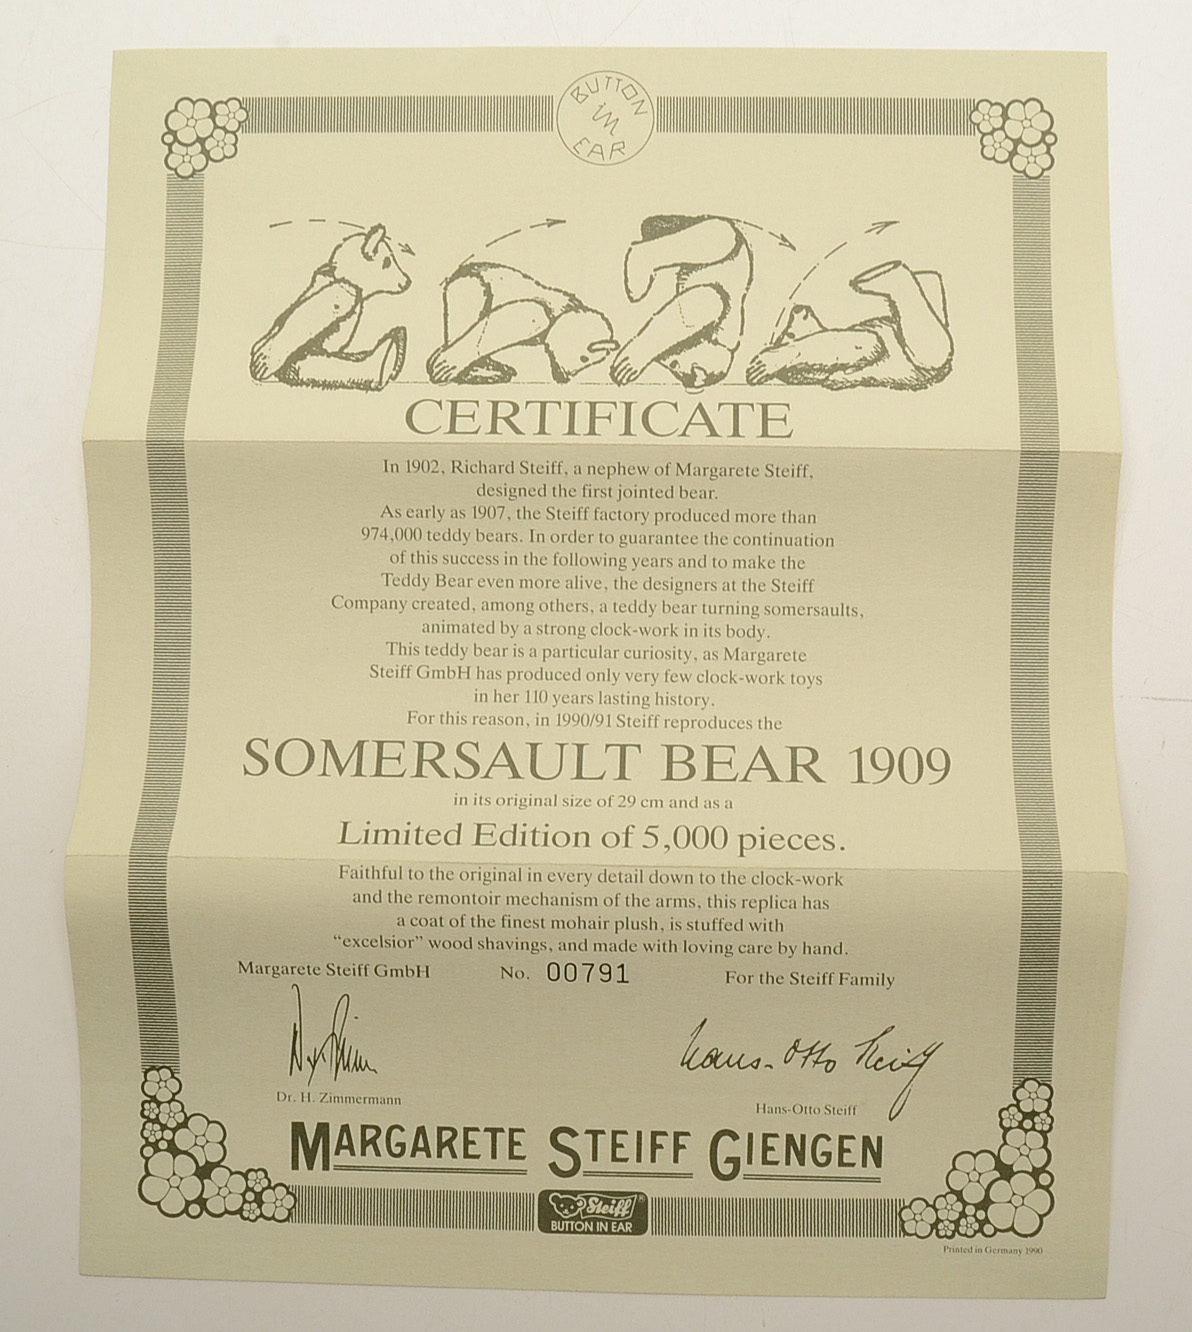 BUTTON
im
EAR
CERTIFICATE
In 1902, Richard Steiff, a nephew of Margarete Steiff,
designed the first jointed bear.
As early as 1907, the Steiff factory produced more than
974,000 teddy bears. In order to guarantee the continuation
of this success in the following years and to make the
Teddy Bear even more alive, the designers at the Steiff
Company created, among others, a teddy bear turning somersaults,
animated by a strong clock-work in its body.
This teddy bear is a particular curiosity, as Margarete
Steiff GmbH has produced only very few clock-work toys
in her 110 years lasting history.
For this reason, in 1990/91 Steiff reproduces the
SOMERSAULT BEAR 1909
in its original size of 29 cm and as a
Limited Edition of 5,000 pieces.
Faithful to the original in every detail down to the clock-work
and the remontoir mechanism of the arms, this replica has
a coat of the finest mohair plush, is stuffed with
“excelsior” wood shavings, and made with loving care by hand.
Margarete Steiff GmbH No. 00791 For the Steiff Family
Hans-Otto Steiff
Dr. H. Zimmermann
Hans-Otto Steiff
MARGARETE STEIFF GIENGEN
Steiff®
BUTTON IN EAR
Printed in Germany 1990